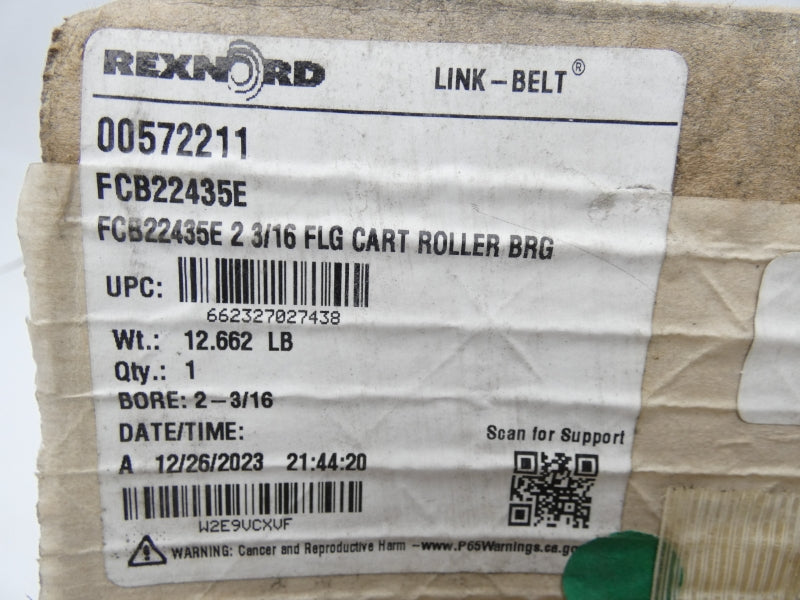 REXNORD LINK-BELT®
00572211
FCB22435E
FCB22435E 2 3/16 FLG CART ROLLER BRG
UPC:
662327027438
Wt.: 12.662 LB
Qty.: 1
BORE: 2-3/16
DATE/TIME:
Scan for Support
A 12/26/2023 21:44:20
W2E9VCXVF
WARNING: Cancer and Reproductive Harm -www.P65Warnings.ca.gov